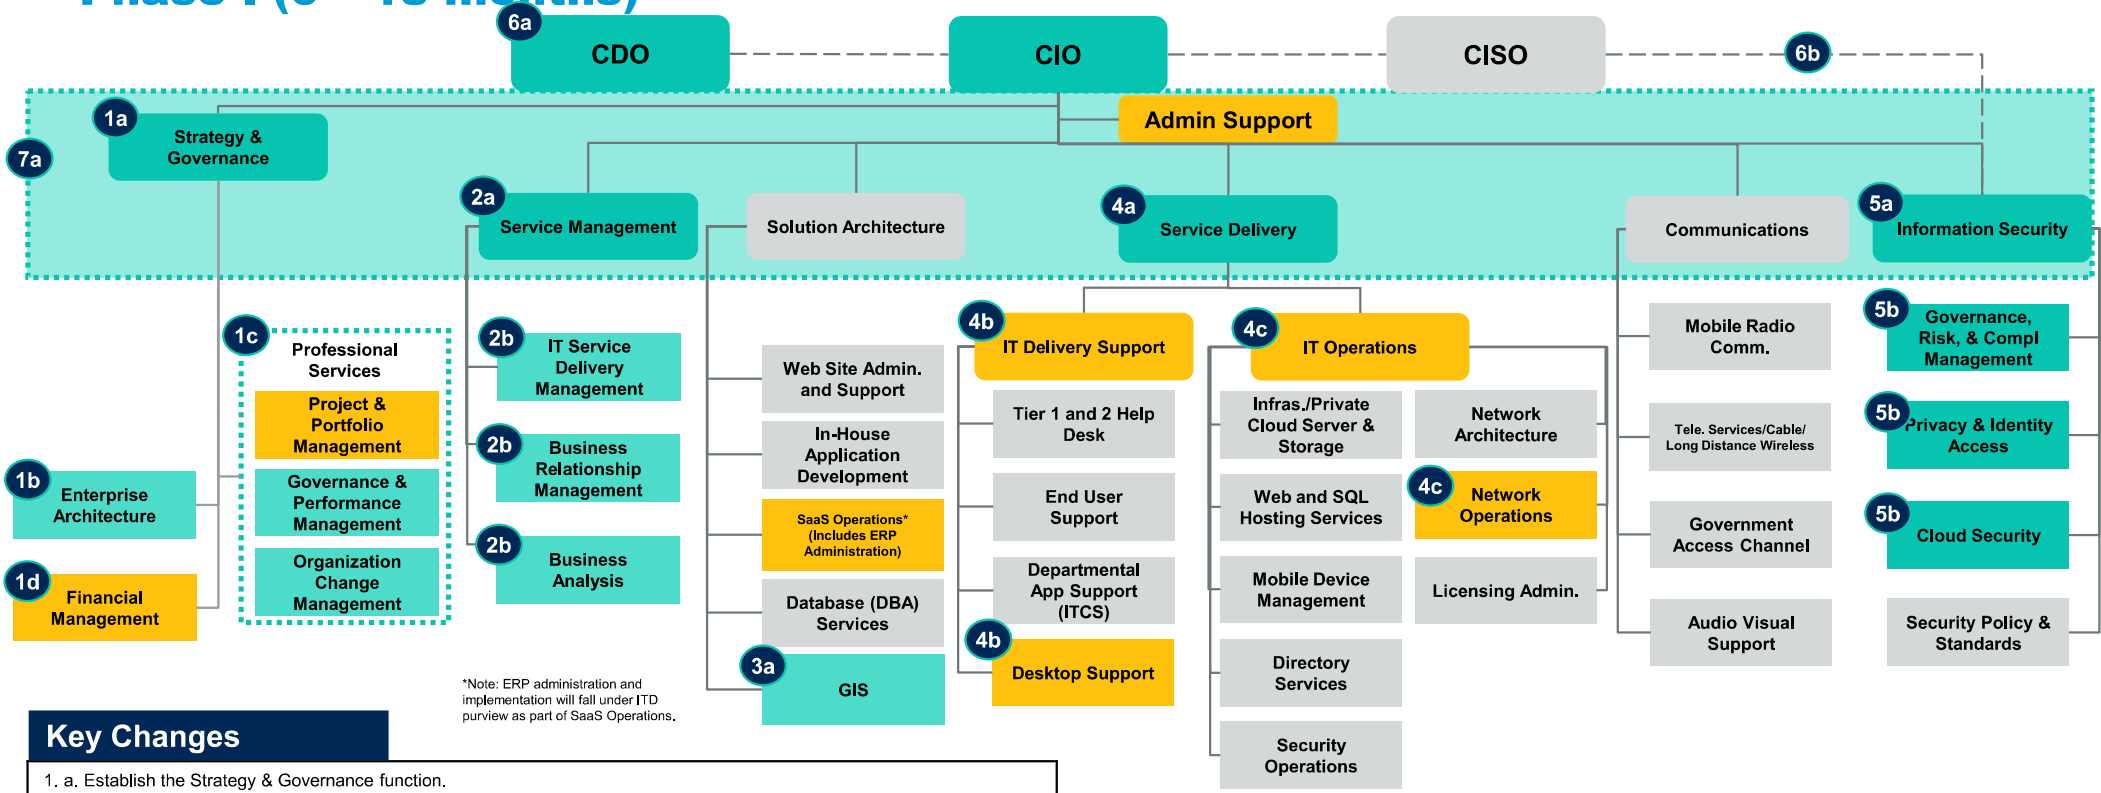 Phase I (6 – 18 months)
6a
CDO
CIO
CISO
6b
1a
Strategy &
Governance
Admin Support
7a
2a
Service Management
Solution Architecture
4a
Service Delivery
Communications
5a
Information Security
1c
Professional
Services
Project &
Portfolio
Management
Governance &
Performance
Management
Organization
Change
Management
1b
Enterprise
Architecture
1d
Financial
Management
2b
IT Service
Delivery
Management
2b
Business
Relationship
Management
2b
Business
Analysis
*Note: ERP administration and
implementation will fall under ITD
purview as part of SaaS Operations.
Web Site Admin.
and Support
In-House
Application
Development
SaaS Operations*
(Includes ERP
Administration)
Database (DBA)
Services
3a
GIS
4b
IT Delivery Support
Tier 1 and 2 Help
Desk
End User
Support
Departmental
App Support
(ITCS)
4b
Desktop Support
4c
IT Operations
Infras./Private
Cloud Server &
Storage
Web and SQL
Hosting Services
Mobile Device
Management
Directory
Services
Security
Operations
Network
Architecture
4c
Network
Operations
Licensing Admin.
Mobile Radio
Comm.
Tele. Services/Cable/
Long Distance Wireless
Government
Access Channel
Audio Visual
Support
5b
Governance,
Risk, & Compl
Management
5b
Privacy & Identity
Access
5b
Cloud Security
Security Policy &
Standards
Key Changes
1. a. Establish the Strategy & Governance function.